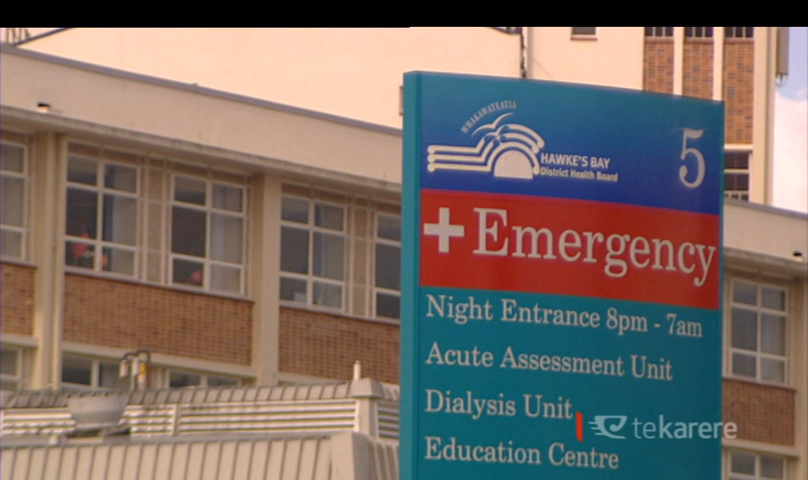 WHAKAWATEATIA
HAWKE'S BAY
District Health Board
5
Emergency
Night Entrance 8pm - 7am
Acute Assessment Unit
Dialysis Unit
Education Centre
tekarere